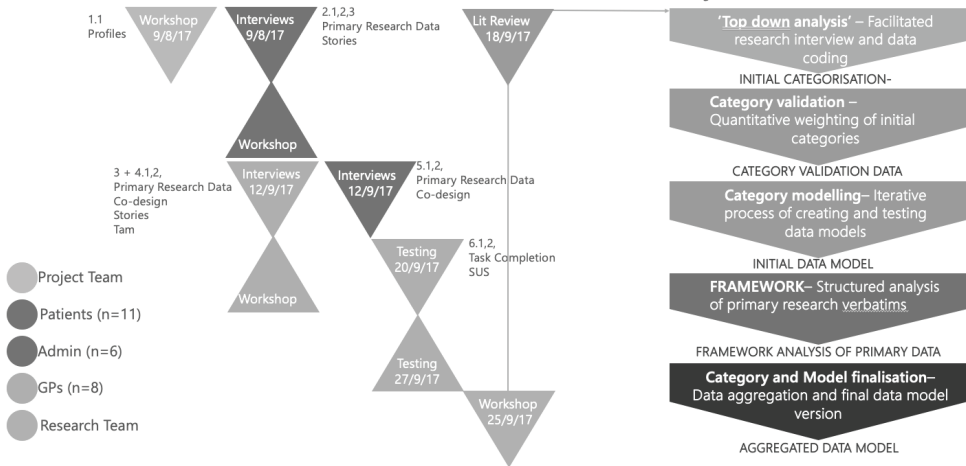 1.1
Profiles
Workshop
9/8/17
Interviews
9/8/17
2.1,2,3
Primary Research Data
Stories
Workshop
3 + 4.1,2,
Primary Research Data
Co-design
Stories
Tam
Interviews
12/9/17
Workshop
Interviews
12/9/17
5.1,2,
Primary Research Data
Co-design
Testing
20/9/17
6.1,2,
Task Completion
SUS
Testing
27/9/17
Lit Review
18/9/17
Workshop
25/9/17
Project Team
Patients (n=11)
Admin (n=6)
GPs (n=8)
Research Team
'Top down analysis' – Facilitated
research interview and data
coding
INITIAL CATEGORISATION-
Category validation –
Quantitative weighting of initial
categories
CATEGORY VALIDATION DATA
Category modelling– Iterative
process of creating and testing
data models
INITIAL DATA MODEL
FRAMEWORK– Structured analysis
of primary research verbatims
FRAMEWORK ANALYSIS OF PRIMARY DATA
Category and Model finalisation–
Data aggregation and final data model
version
AGGREGATED DATA MODEL